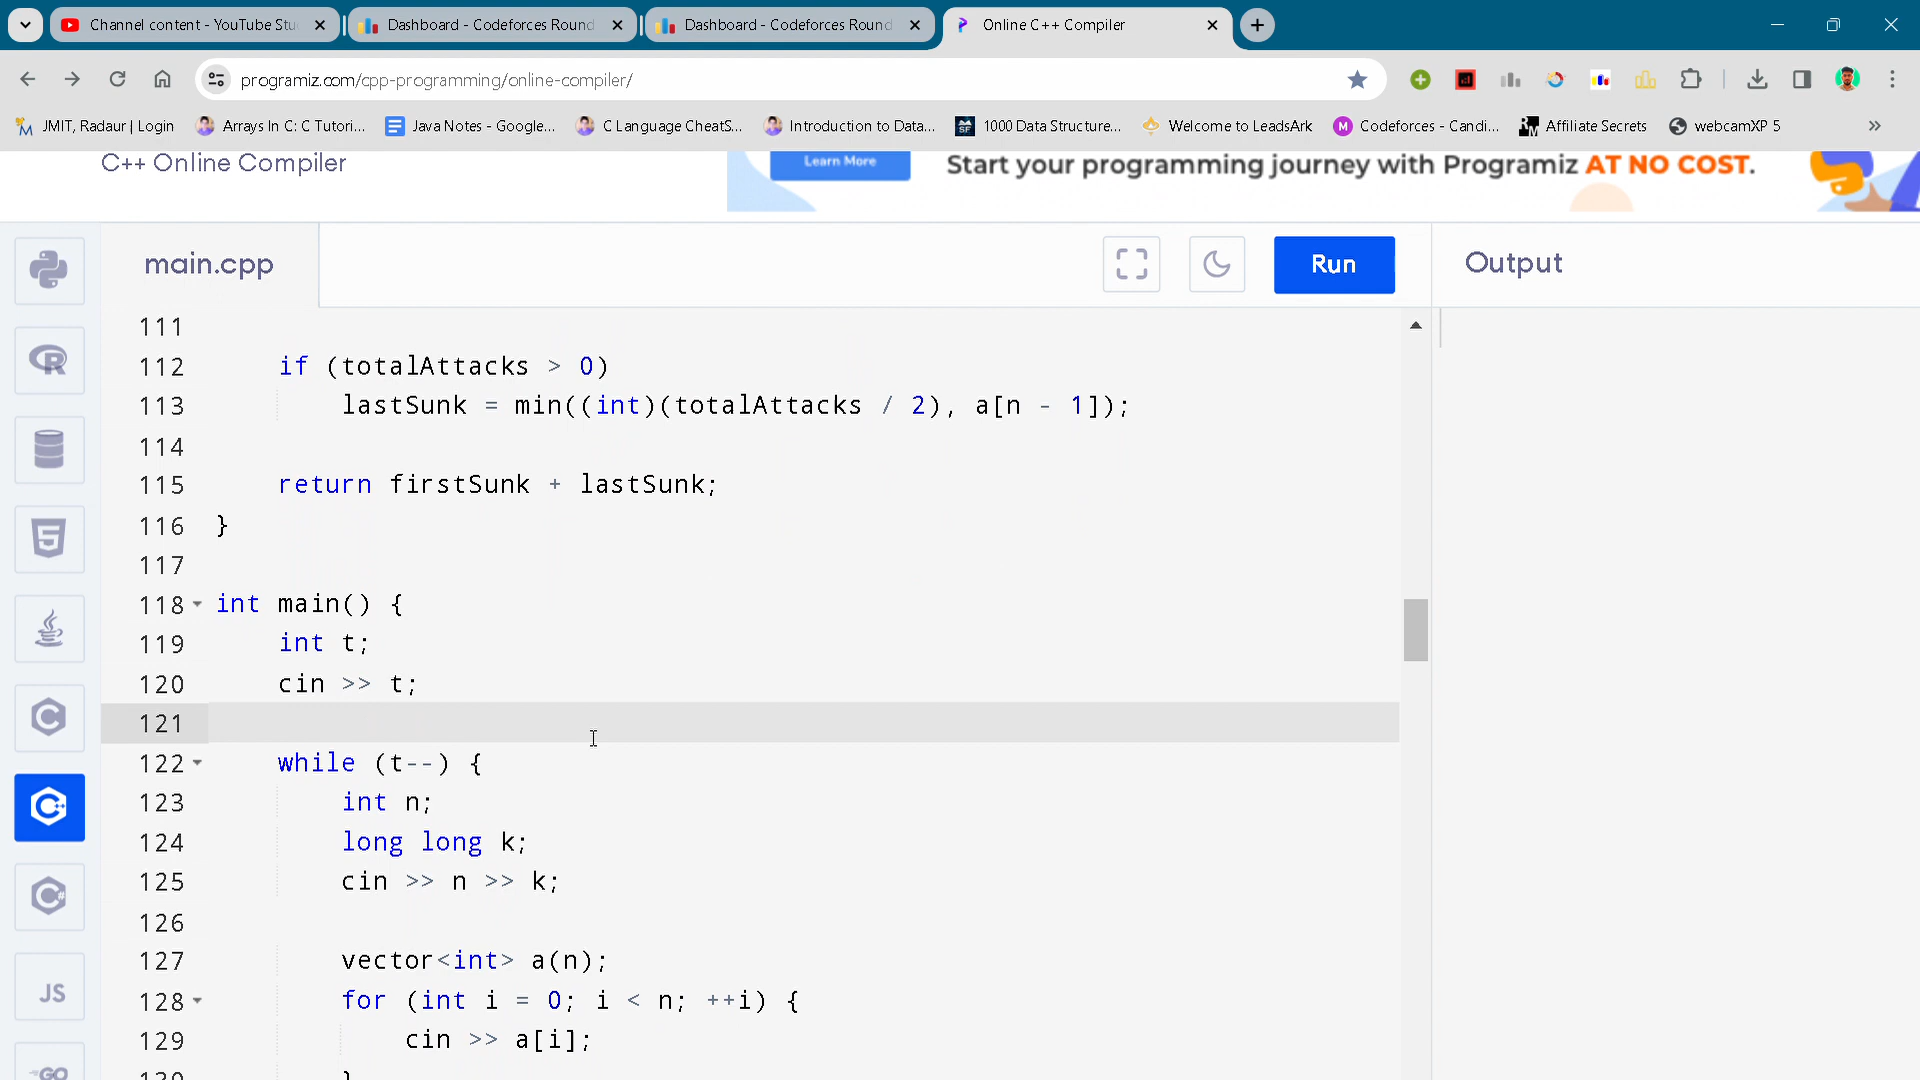 Channel content - YouTube Stu
Dashboard - Codeforces Round
Dashboard - Codeforces Round
Online C++ Compiler
programiz.com/cpp-programming/online-compiler/
JMIT, Radaur | Login
Arrays In C: C Tutori...
Java Notes - Google...
C Language CheatS...
Introduction to Data...
1000 Data Structure...
Welcome to LeadsArk
Codeforces - Candi...
Affiliate Secrets
webcamXP 5
C++ Online Compiler
Learn More
Start your programming journey with Programiz AT NO COST.
main.cpp
Run
Output
111
112 if (totalAttacks > 0)
113 lastSunk = min((int)(totalAttacks / 2), a[n - 1]);
114
115 return firstSunk + lastSunk;
116 }
117
118 int main() {
119 int t;
120 cin >> t;
121
122 while (t--) {
123 int n;
124 long long k;
125 cin >> n >> k;
126
127 vector<int> a(n);
128 for (int i = 0; i < n; ++i) {
129 cin >> a[i];
130 }
JS
GO